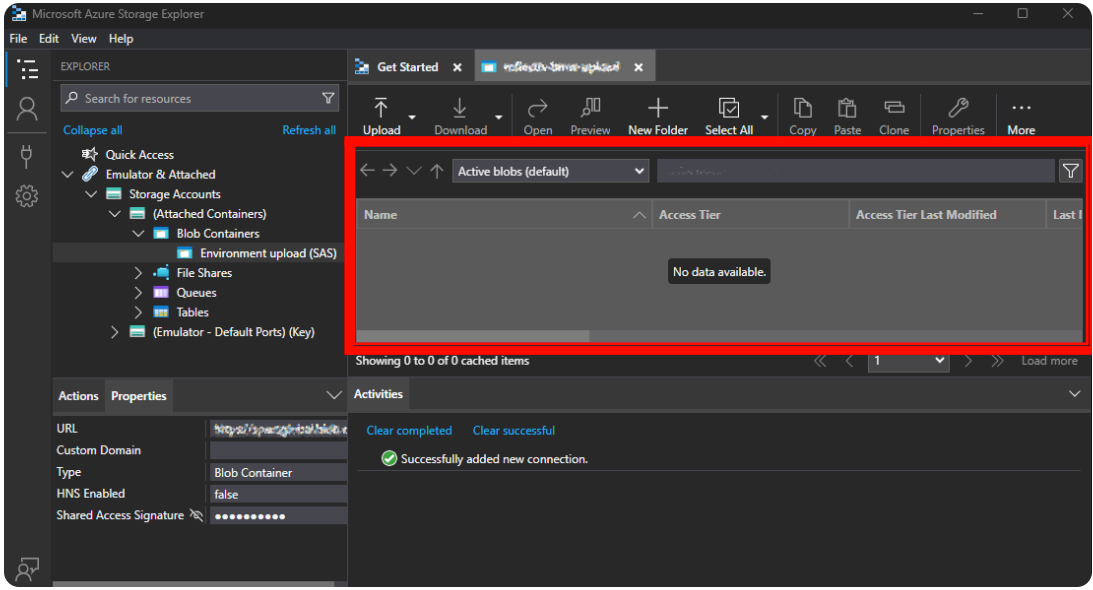 Microsoft Azure Storage Explorer
File Edit View Help
EXPLORER
Search for resources
Collapse all Refresh all
Quick Access
Emulator & Attached
Storage Accounts
(Attached Containers)
Blob Containers
Environment upload (SAS)
File Shares
Queues
Tables
(Emulator - Default Ports) (Key)
Actions Properties
URL
Custom Domain
Type Blob Container
HNS Enabled false
Shared Access Signature ●●●●●●●●●●
Get Started
Upload Download Open Preview New Folder Select All Copy Paste Clone Properties More
Active blobs (default)
Name Access Tier Access Tier Last Modified Last
No data available.
Showing 0 to 0 of 0 cached items 1 Load more
Activities
Clear completed Clear successful
Successfully added new connection.